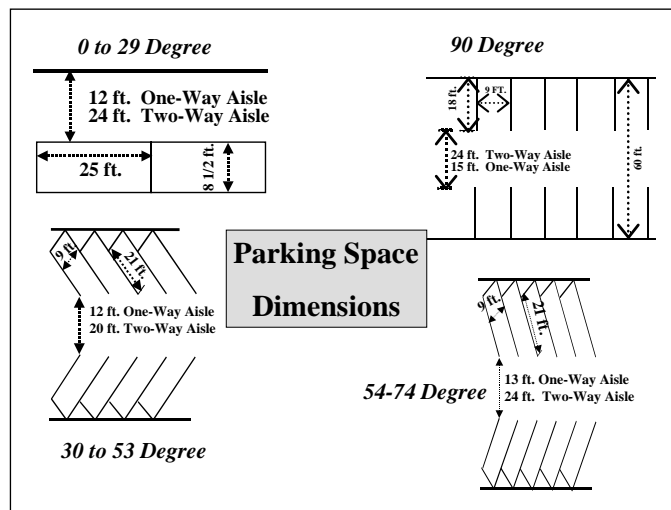 0 to 29 Degree
12 ft. One-Way Aisle
24 ft. Two-Way Aisle
25 ft.
8 1/2 ft.
90 Degree
18 ft.
9 FT.
24 ft. Two-Way Aisle
15 ft. One-Way Aisle
60 ft.
Parking Space
Dimensions
9 ft.
21 ft.
12 ft. One-Way Aisle
20 ft. Two-Way Aisle
30 to 53 Degree
9 ft.
21 ft.
54-74 Degree
13 ft. One-Way Aisle
24 ft. Two-Way Aisle